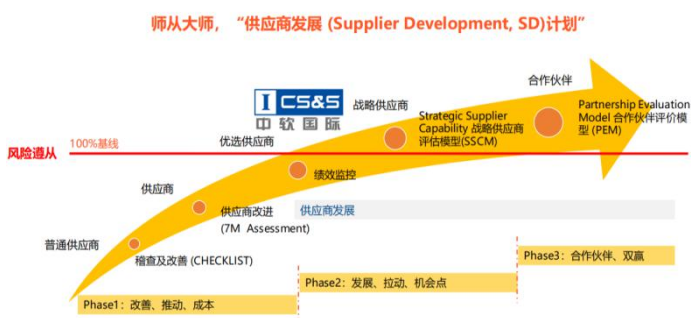 师从大师，“供应商发展 (Supplier Development, SD)计划”
合作伙伴
I CS&S
中软国际
战略供应商
Strategic Supplier
Capability 战略供应商
评估模型(SSCM)
Partnership Evaluation
Model 合作伙伴评价模
型 (PEM)
100%基线
优选供应商
风险遵从
绩效监控
供应商
供应商改进
(7M Assessment)
供应商发展
普通供应商
稽查及改善 (CHECKLIST)
Phase3：合作伙伴、双赢
Phase2：发展、拉动、机会点
Phase1：改善、推动、成本